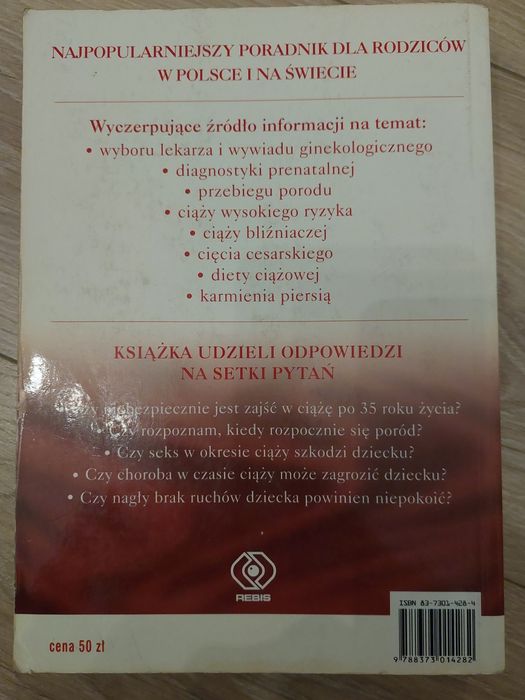 NAJPOPULARNIEJSZY PORADNIK DLA RODZICÓW
W POLSCE I NA ŚWIECIE
Wyczerpujące źródło informacji na temat:
• wyboru lekarza i wywiadu ginekologicznego
• diagnostyki prenatalnej
• przebiegu porodu
• ciąży wysokiego ryzyka
• ciąży bliźniaczej
• cięcia cesarskiego
• diety ciążowej
• karmienia piersią
KSIĄŻKA UDZIELI ODPOWIEDZI
NA SETKI PYTAŃ
jest zajść w ciążę po 35 roku życia?
rozpoznam, kiedy rozpocznie się poród?
• Czy seks w okresie ciąży szkodzi dziecku?
• Czy choroba w czasie ciąży może zagrozić dziecku?
• Czy nagły brak ruchów dziecka powinien niepokoić?
REBIS
ISBN 83-7301-428-4
9 788373 014282
cena 50 zł